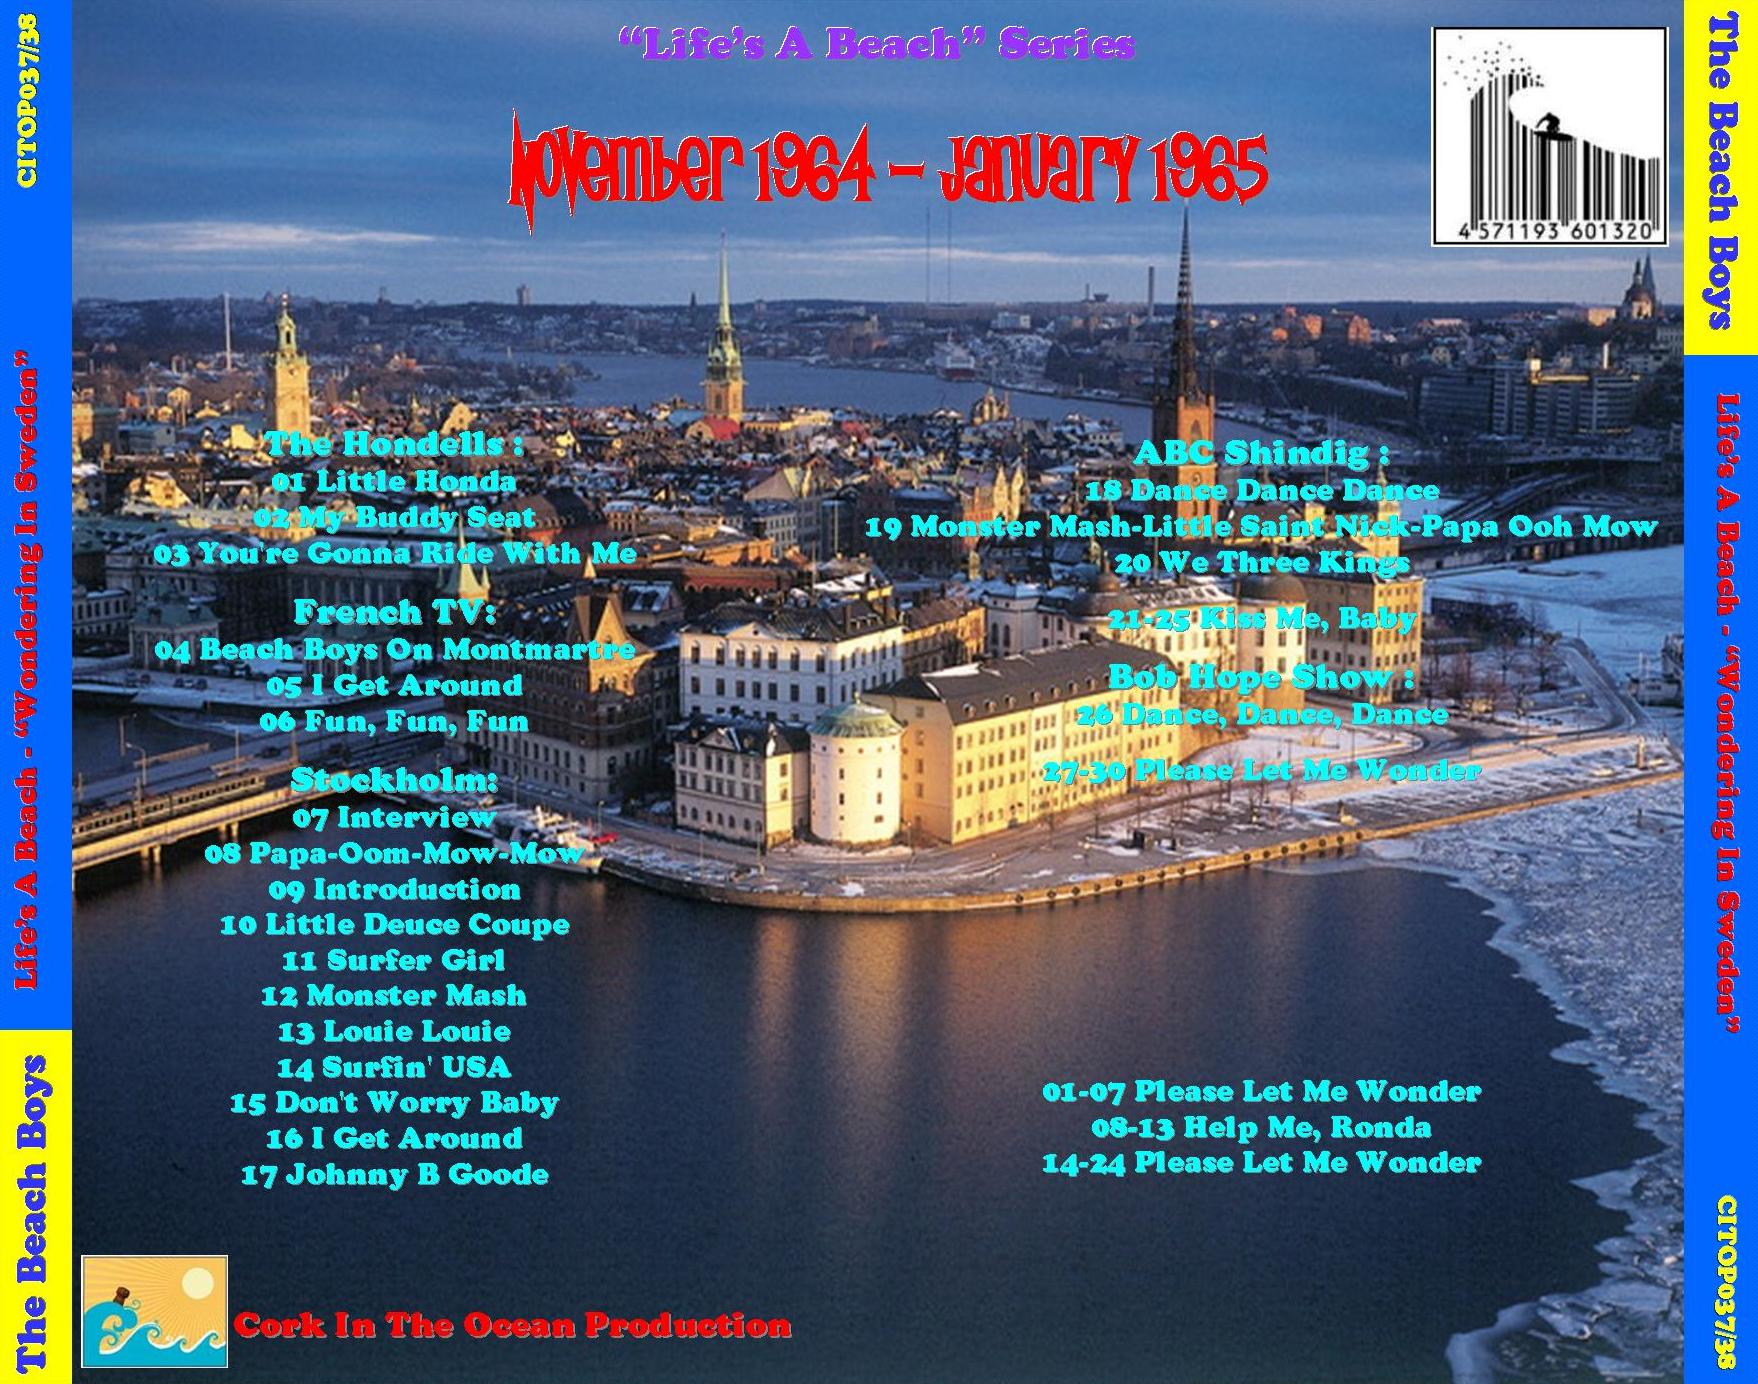 CITOP037/38
Life's A Beach - "Wondering In Sweden"
The Beach Boys
"Life's A Beach" Series
November 1964 - January 1965
4 571193 601320
The Hondells :
01 Little Honda
02 My Buddy Seat
03 You're Gonna Ride With Me
French TV:
04 Beach Boys On Montmartre
05 I Get Around
06 Fun, Fun, Fun
Stockholm:
07 Interview
08 Papa-Oom-Mow-Mow
09 Introduction
10 Little Deuce Coupe
11 Surfer Girl
12 Monster Mash
13 Louie Louie
14 Surfin' USA
15 Don't Worry Baby
16 I Get Around
17 Johnny B Goode
ABC Shindig :
18 Dance Dance Dance
19 Monster Mash-Little Saint Nick-Papa Ooh Mow
20 We Three Kings
21-25 Kiss Me, Baby
Bob Hope Show :
26 Dance, Dance, Dance
27-30 Please Let Me Wonder
01-07 Please Let Me Wonder
08-13 Help Me, Ronda
14-24 Please Let Me Wonder
Cork In The Ocean Production
The Beach Boys
Life's A Beach - "Wondering In Sweden"
CITOP037/38